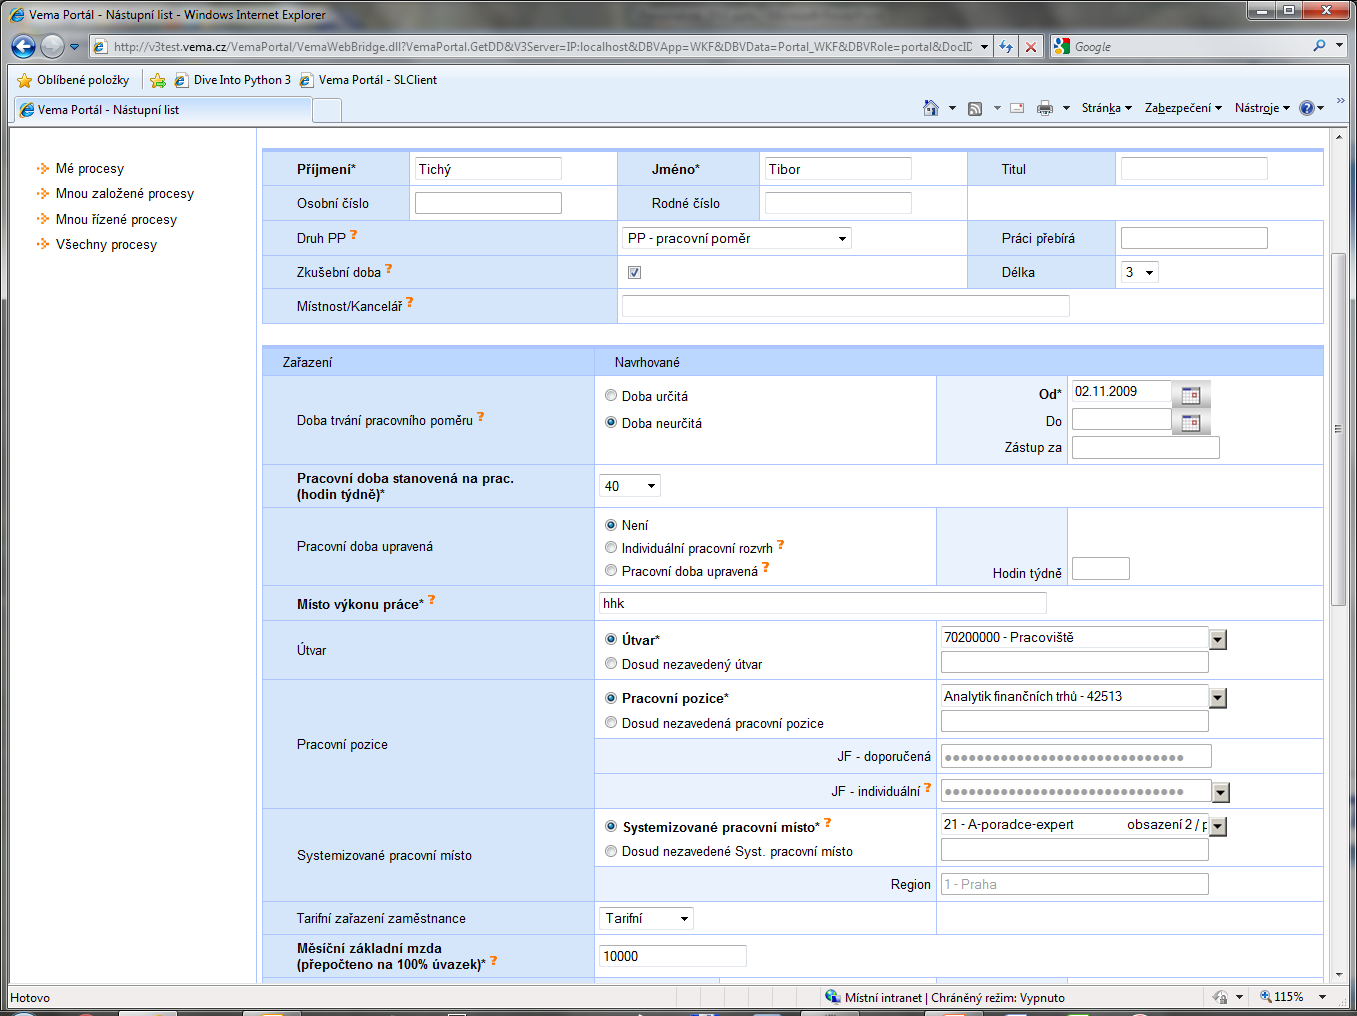 Vema Portál - Nástupní list - Windows Internet Explorer
http://v3test.vema.cz/VemaPortal/VemaWebBridge.dll?VemaPortal.GetDD&V3Server=IP:localhost&DBVApp=WKF&DBVData=Portal_WKF&DBVRole=portal&DocID
Google
Oblíbené položky Dive Into Python 3 Vema Portál - SLClient
Vema Portál - Nástupní list
Stránka Zabezpečení Nástroje
Mé procesy
Mnou založené procesy
Mnou řízené procesy
Všechny procesy
Příjmení* Tichý Jméno* Tibor Titul
Osobní číslo Rodné číslo
Druh PP ? PP - pracovní poměr Práci přebírá
Zkušební doba ? Délka 3
Místnost/Kancelář ?
Zařazení Navrhované
Doba trvání pracovního poměru ?
Doba určitá
Doba neurčitá
Od* 02.11.2009
Do
Zástup za
Pracovní doba stanovená na prac.
(hodin týdně)*
40
Pracovní doba upravená
Není
Individuální pracovní rozvrh ?
Pracovní doba upravená ?
Hodin týdně
Místo výkonu práce* ? hhk
Útvar
Útvar* 70200000 - Pracoviště
Dosud nezavedený útvar
Pracovní pozice
Pracovní pozice* Analytik finančních trhů - 42513
Dosud nezavedená pracovní pozice
JF - doporučená
JF - individuální ?
Systemizované pracovní místo
Systemizované pracovní místo* ? 21 - A-poradce-expert obsazení 2 / p
Dosud nezavedené Syst. pracovní místo
Region 1 - Praha
Tarifní zařazení zaměstnance Tarifní
Měsíční základní mzda
(přepočteno na 100% úvazek)* ?
10000
Hotovo Místní intranet | Chráněný režim: Vypnuto 115%